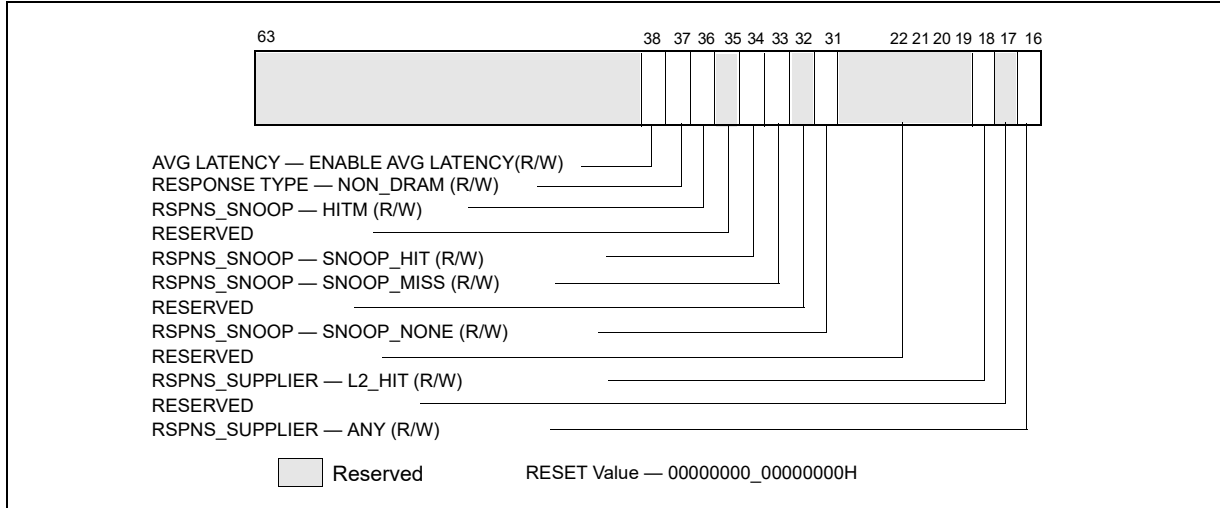 63 38 37 36 35 34 33 32 31 22 21 20 19 18 17 16
AVG LATENCY — ENABLE AVG LATENCY(R/W)
RESPONSE TYPE — NON_DRAM (R/W)
RSPNS_SNOOP — HITM (R/W)
RESERVED
RSPNS_SNOOP — SNOOP_HIT (R/W)
RSPNS_SNOOP — SNOOP_MISS (R/W)
RESERVED
RSPNS_SNOOP — SNOOP_NONE (R/W)
RESERVED
RSPNS_SUPPLIER — L2_HIT (R/W)
RESERVED
RSPNS_SUPPLIER — ANY (R/W)
Reserved RESET Value — 00000000_00000000H